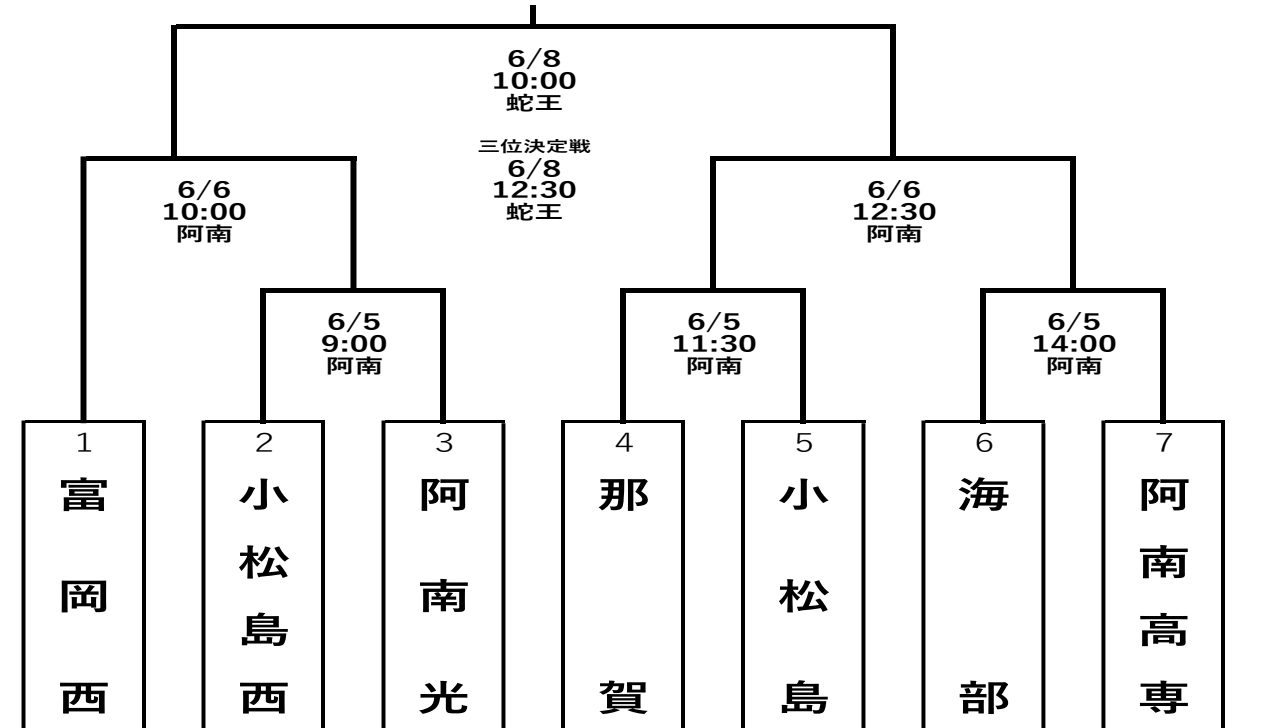 6/8
10:00
蛇王
三位決定戦
6/8
12:30
蛇王
6/6
10:00
阿南
6/6
12:30
阿南
6/5
9:00
阿南
6/5
11:30
阿南
6/5
14:00
阿南
1
富岡西
2
小松島西
3
阿南光
4
那賀
5
小松島
6
海部
7
阿南高専